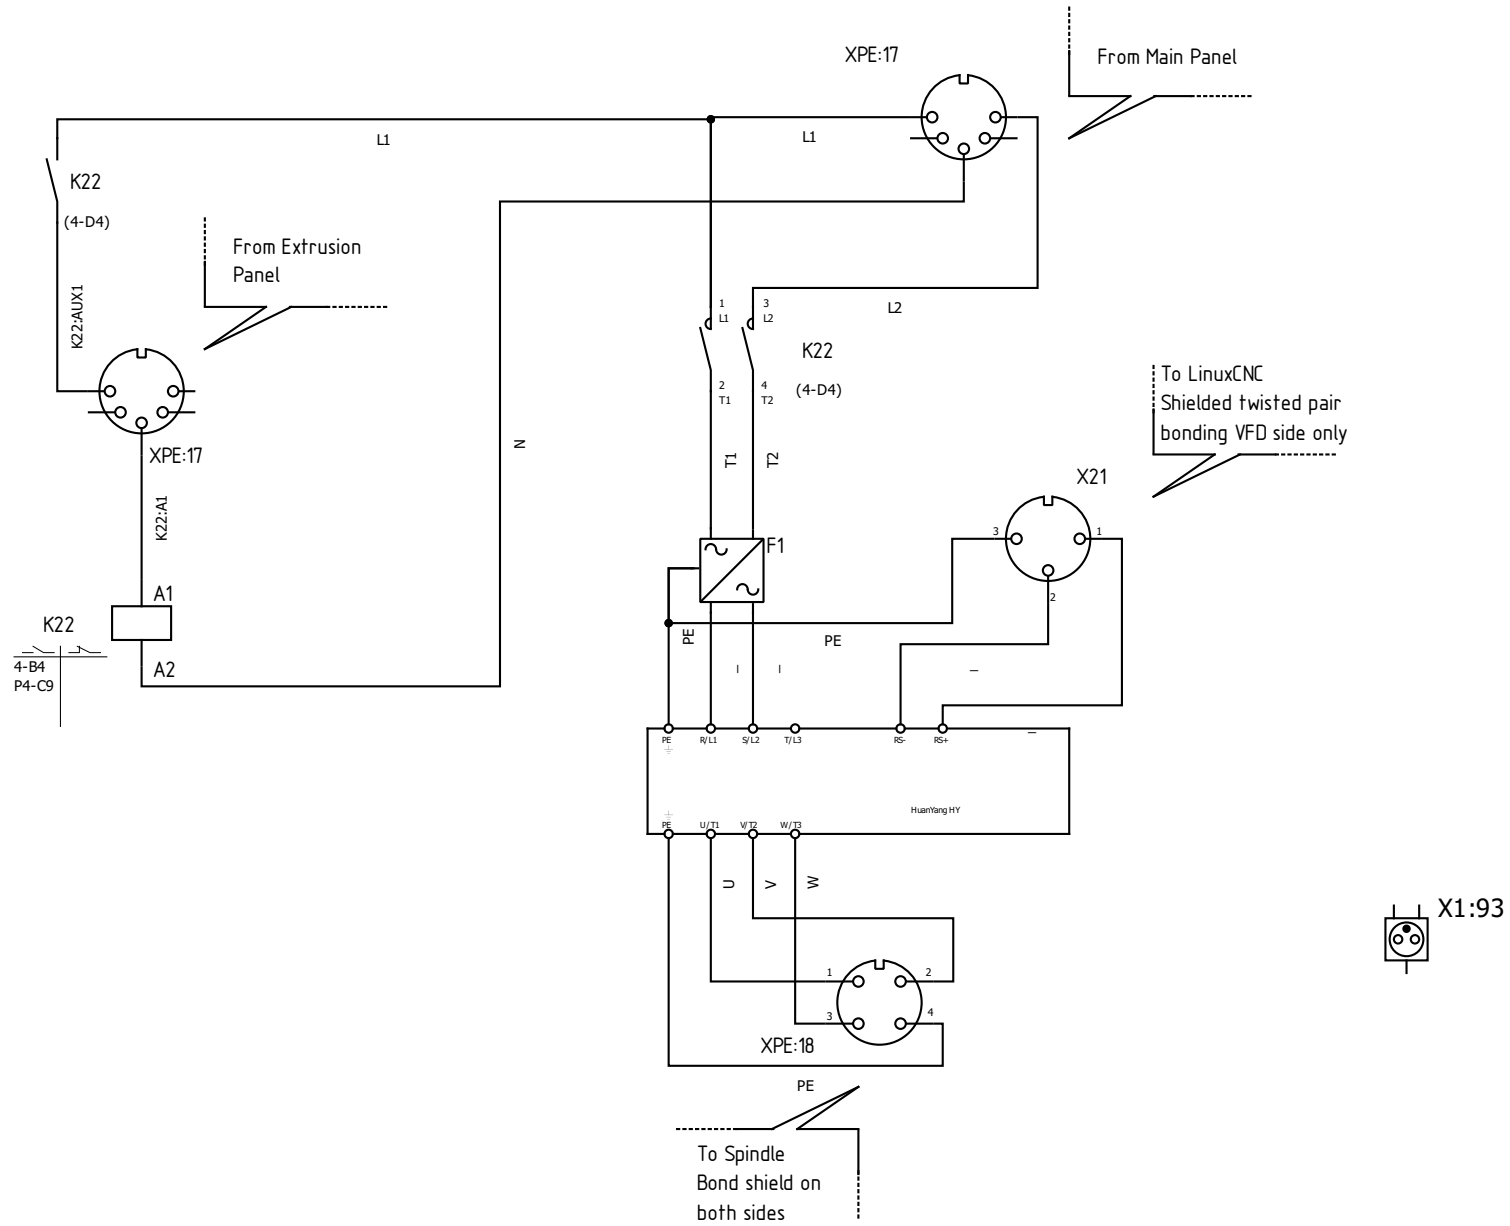 XPE:17
From Main Panel
L1
L1
K22
(4-D4)
From Extrusion
Panel
K22:AUX1
L2
1
L1
3
L2
K22
(4-D4)
2
T1
4
T2
To LinuxCNC
Shielded twisted pair
bonding VFD side only
XPE:17
N
T1
T2
X21
K22:A1
3
1
2
F1
A1
K22
A2
4-B4
P4-C9
PE
PE
PE
R/L1
S/L2
T/L3
RS-
RS+
HuanYang HY
PE
U/T1
V/T2
W/T3
U
V
W
X1:93
1
2
3
4
XPE:18
PE
To Spindle
Bond shield on
both sides